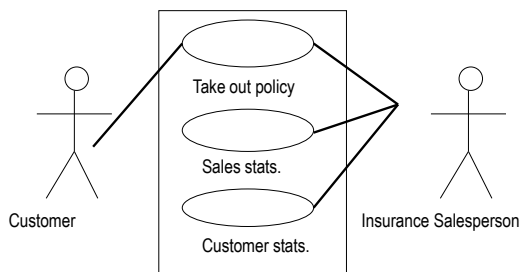 Take out policy
Sales stats.
Customer
Insurance Salesperson
Customer stats.